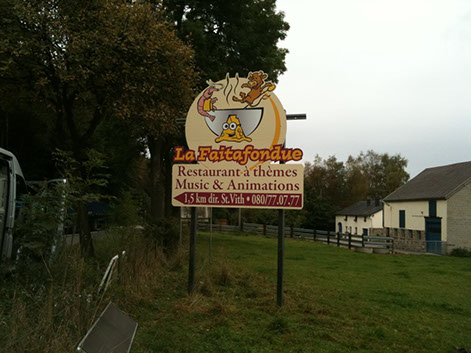 La Faitafondue
Restaurant à thèmes
Music & Animations
1.5 km dir. St.Vith • 080/77.07.77